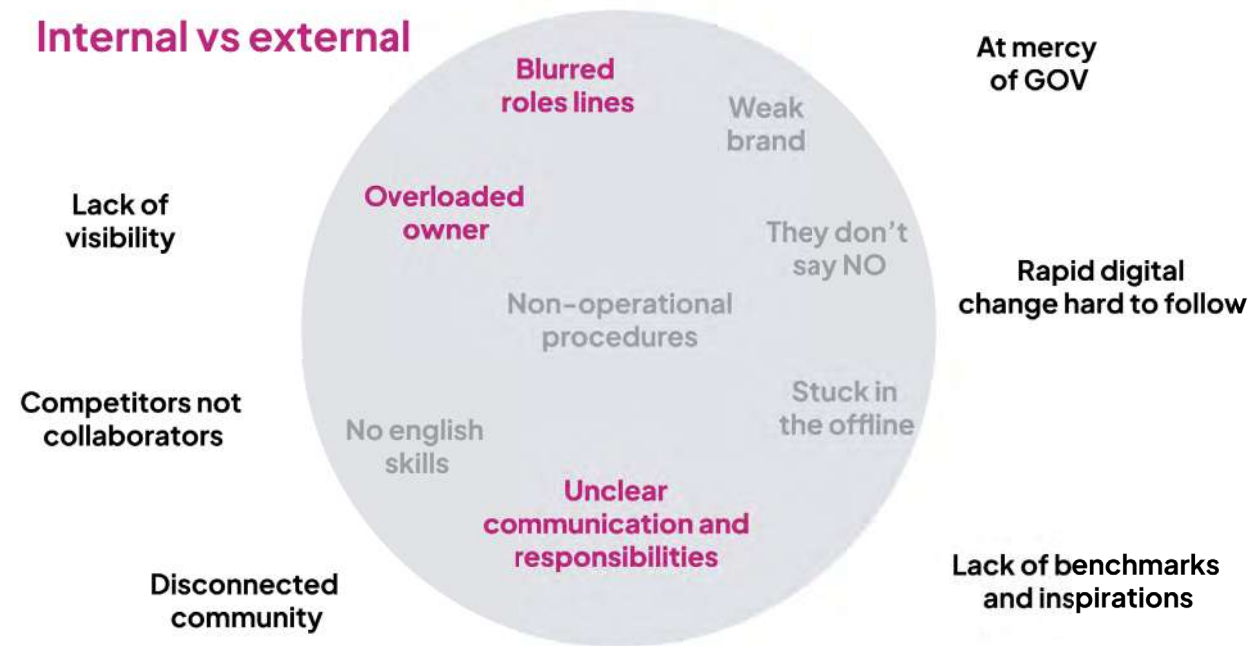 Internal vs external
Blurred
roles lines
At mercy
of GOV
Weak
brand
Overloaded
owner
Lack of
visibility
They don't
say NO
Rapid digital
change hard to follow
Non-operational
procedures
Stuck in
the offline
Competitors not
collaborators
No english
skills
Unclear
communication and
responsibilities
Lack of benchmarks
and inspirations
Disconnected
community